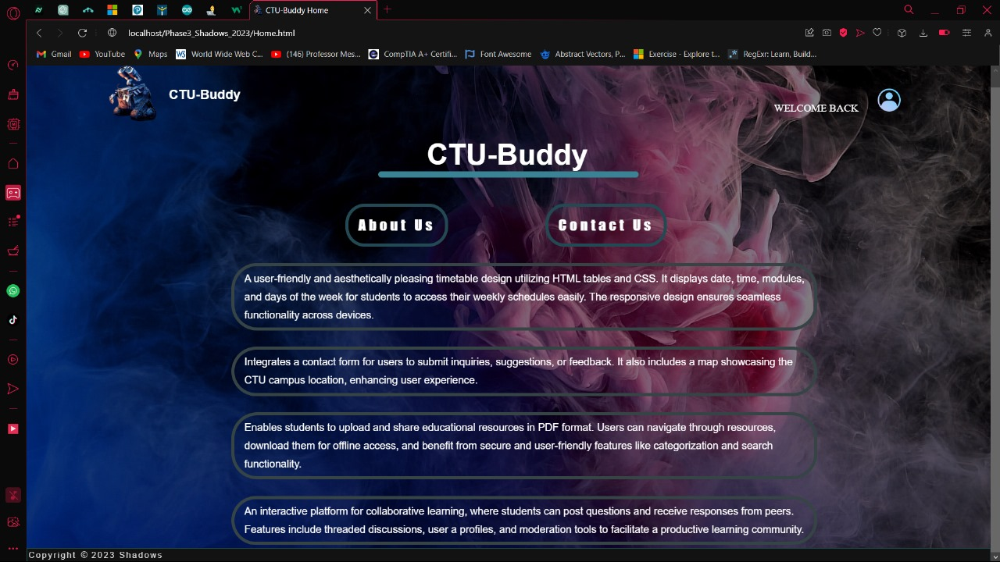 CTU-Buddy Home
localhost/Phase3_Shadows_2023/Home.html
Gmail YouTube Maps World Wide Web C... (146) Professor Mes... CompTIA A+ Certifi... Font Awesome Abstract Vectors, P... Exercise - Explore t... RegExr: Learn, Build...
CTU-Buddy
WELCOME BACK
CTU-Buddy
About Us Contact Us
A user-friendly and aesthetically pleasing timetable design utilizing HTML tables and CSS. It displays date, time, modules,
and days of the week for students to access their weekly schedules easily. The responsive design ensures seamless
functionality across devices.
Integrates a contact form for users to submit inquiries, suggestions, or feedback. It also includes a map showcasing the
CTU campus location, enhancing user experience.
Enables students to upload and share educational resources in PDF format. Users can navigate through resources,
download them for offline access, and benefit from secure and user-friendly features like categorization and search
functionality.
An interactive platform for collaborative learning, where students can post questions and receive responses from peers.
Features include threaded discussions, user a profiles, and moderation tools to facilitate a productive learning community.
Copyright © 2023 Shadows